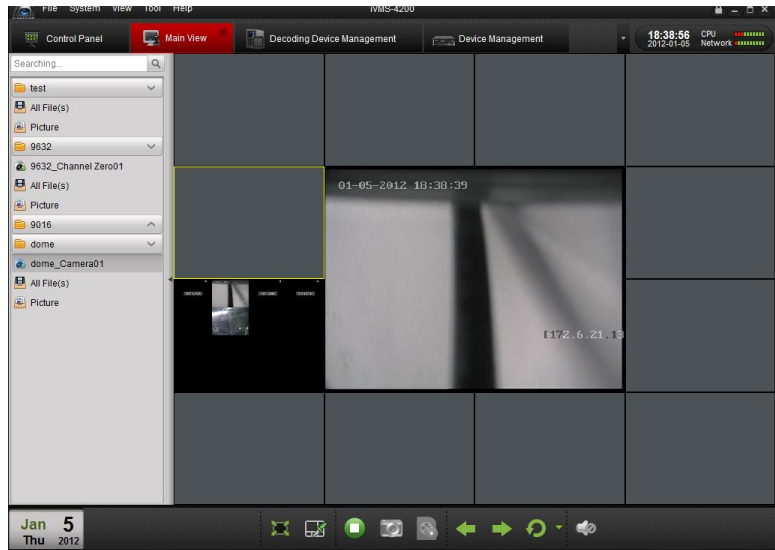 File System View Tool Help iVMS-4200
Control Panel Main View Decoding Device Management Device Management
18:38:56 CPU
2012-01-05 Network
Searching...
test
All File(s)
Picture
9632
9632_Channel Zero01
All File(s)
Picture
9016
dome
dome_Camera01
All File(s)
Picture
01-05-2012 18:38:39
[172.6.21.13
Jan 5
Thu 2012